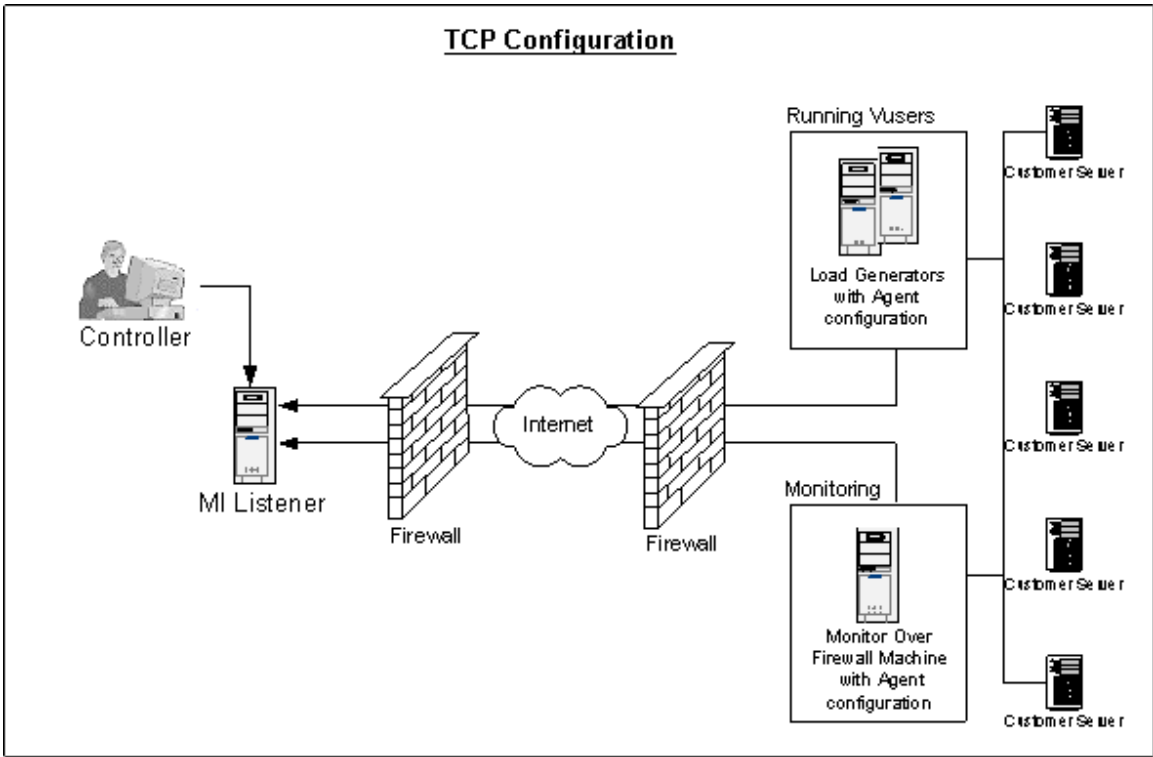 TCP Configuration
Running Vusers
Load Generators
with Agent
configuration
Customer Server
Customer Server
Customer Server
Customer Server
Customer Server
Controller
MI Listener
Firewall
Internet
Firewall
Monitoring
Monitor Over
Firewall Machine
with Agent
configuration